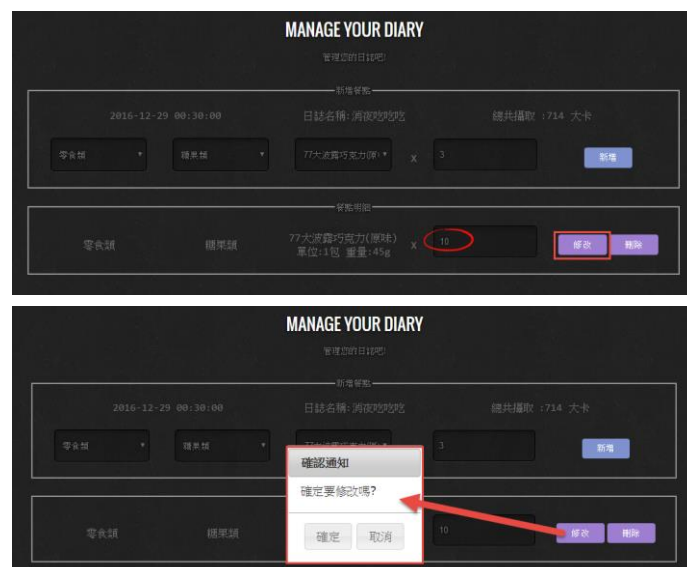 MANAGE YOUR DIARY
管理您的日誌吧!
新增餐點
2016-12-29 00:30:00 日誌名稱:消夜吃吃吃 總共攝取 :714 大卡
零食類 糖果類 77大波露巧克力(原 x 3 新增
餐點明細
零食類 糖果類 77大波露巧克力(原味) x 10 修改 刪除
單位:1包 重量:45g
MANAGE YOUR DIARY
管理您的日誌吧!
新增餐點
2016-12-29 00:30:00 日誌名稱:消夜吃吃吃 總共攝取 :714 大卡
零食類 糖果類 3 新增
確認通知
確定要修改嗎?
零食類 糖果類 10 修改 刪除
確定 取消